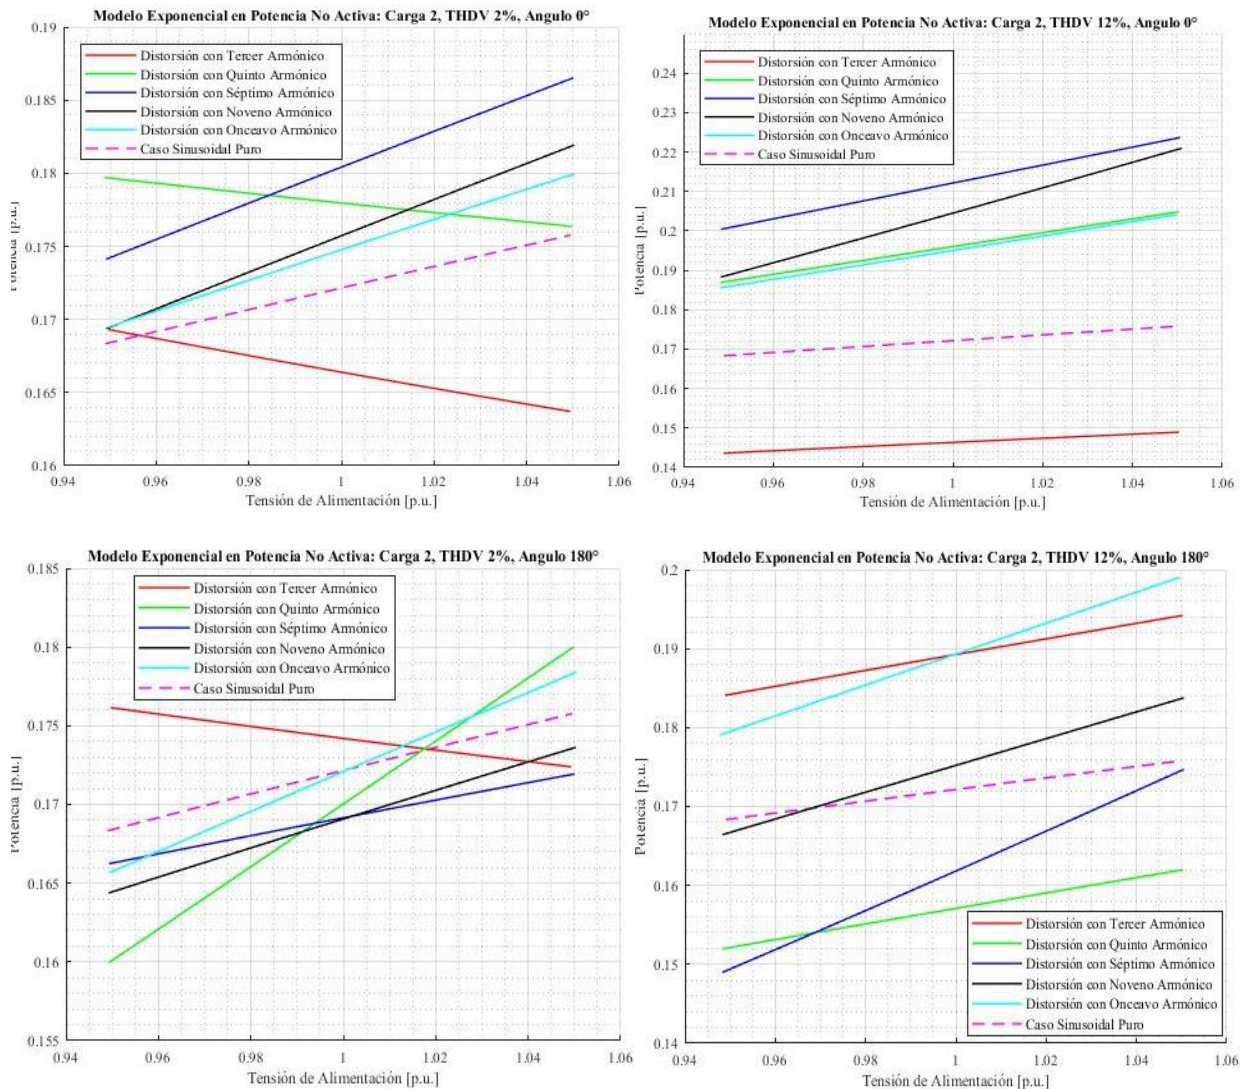 Modelo Exponencial en Potencia No Activa: Carga 2, THDV 2%, Angulo 0°
0.19
0.185
0.18
0.175
0.17
0.165
0.16
Potencia [p.u.]
Distorsión con Tercer Armónico
Distorsión con Quinto Armónico
Distorsión con Séptimo Armónico
Distorsión con Noveno Armónico
Distorsión con Onceavo Armónico
Caso Sinusoidal Puro
0.94 0.96 0.98 1 1.02 1.04 1.06
Tensión de Alimentación [p.u.]
Modelo Exponencial en Potencia No Activa: Carga 2, THDV 12%, Angulo 0°
0.24
0.23
0.22
0.21
0.2
0.19
0.18
0.17
0.16
0.15
0.14
Potencia [p.u.]
Distorsión con Tercer Armónico
Distorsión con Quinto Armónico
Distorsión con Séptimo Armónico
Distorsión con Noveno Armónico
Distorsión con Onceavo Armónico
Caso Sinusoidal Puro
0.94 0.96 0.98 1 1.02 1.04 1.06
Tensión de Alimentación [p.u.]
Modelo Exponencial en Potencia No Activa: Carga 2, THDV 2%, Angulo 180°
0.185
0.18
0.175
0.17
0.165
0.16
0.155
Potencia [p.u.]
Distorsión con Tercer Armónico
Distorsión con Quinto Armónico
Distorsión con Séptimo Armónico
Distorsión con Noveno Armónico
Distorsión con Onceavo Armónico
Caso Sinusoidal Puro
0.94 0.96 0.98 1 1.02 1.04 1.06
Tensión de Alimentación [p.u.]
Modelo Exponencial en Potencia No Activa: Carga 2, THDV 12%, Angulo 180°
0.2
0.19
0.18
0.17
0.16
0.15
0.14
Potencia [p.u.]
Distorsión con Tercer Armónico
Distorsión con Quinto Armónico
Distorsión con Séptimo Armónico
Distorsión con Noveno Armónico
Distorsión con Onceavo Armónico
Caso Sinusoidal Puro
0.94 0.96 0.98 1 1.02 1.04 1.06
Tensión de Alimentación [p.u.]